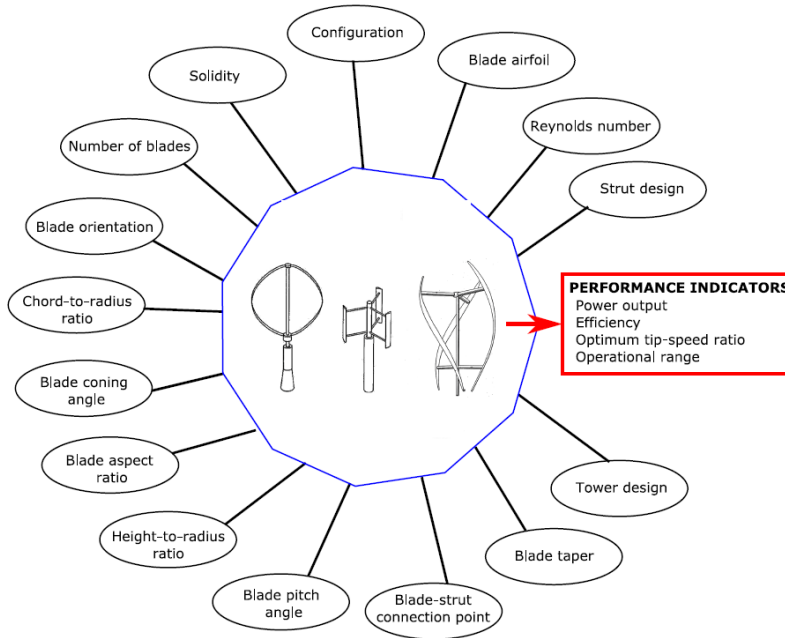 Configuration
Blade airfoil
Solidity
Reynolds number
Number of blades
Strut design
Blade orientation
Chord-to-radius
ratio
PERFORMANCE INDICATORS
Power output
Efficiency
Optimum tip-speed ratio
Operational range
Blade coning
angle
Blade aspect
ratio
Tower design
Height-to-radius
ratio
Blade taper
Blade pitch
angle
Blade-strut
connection point